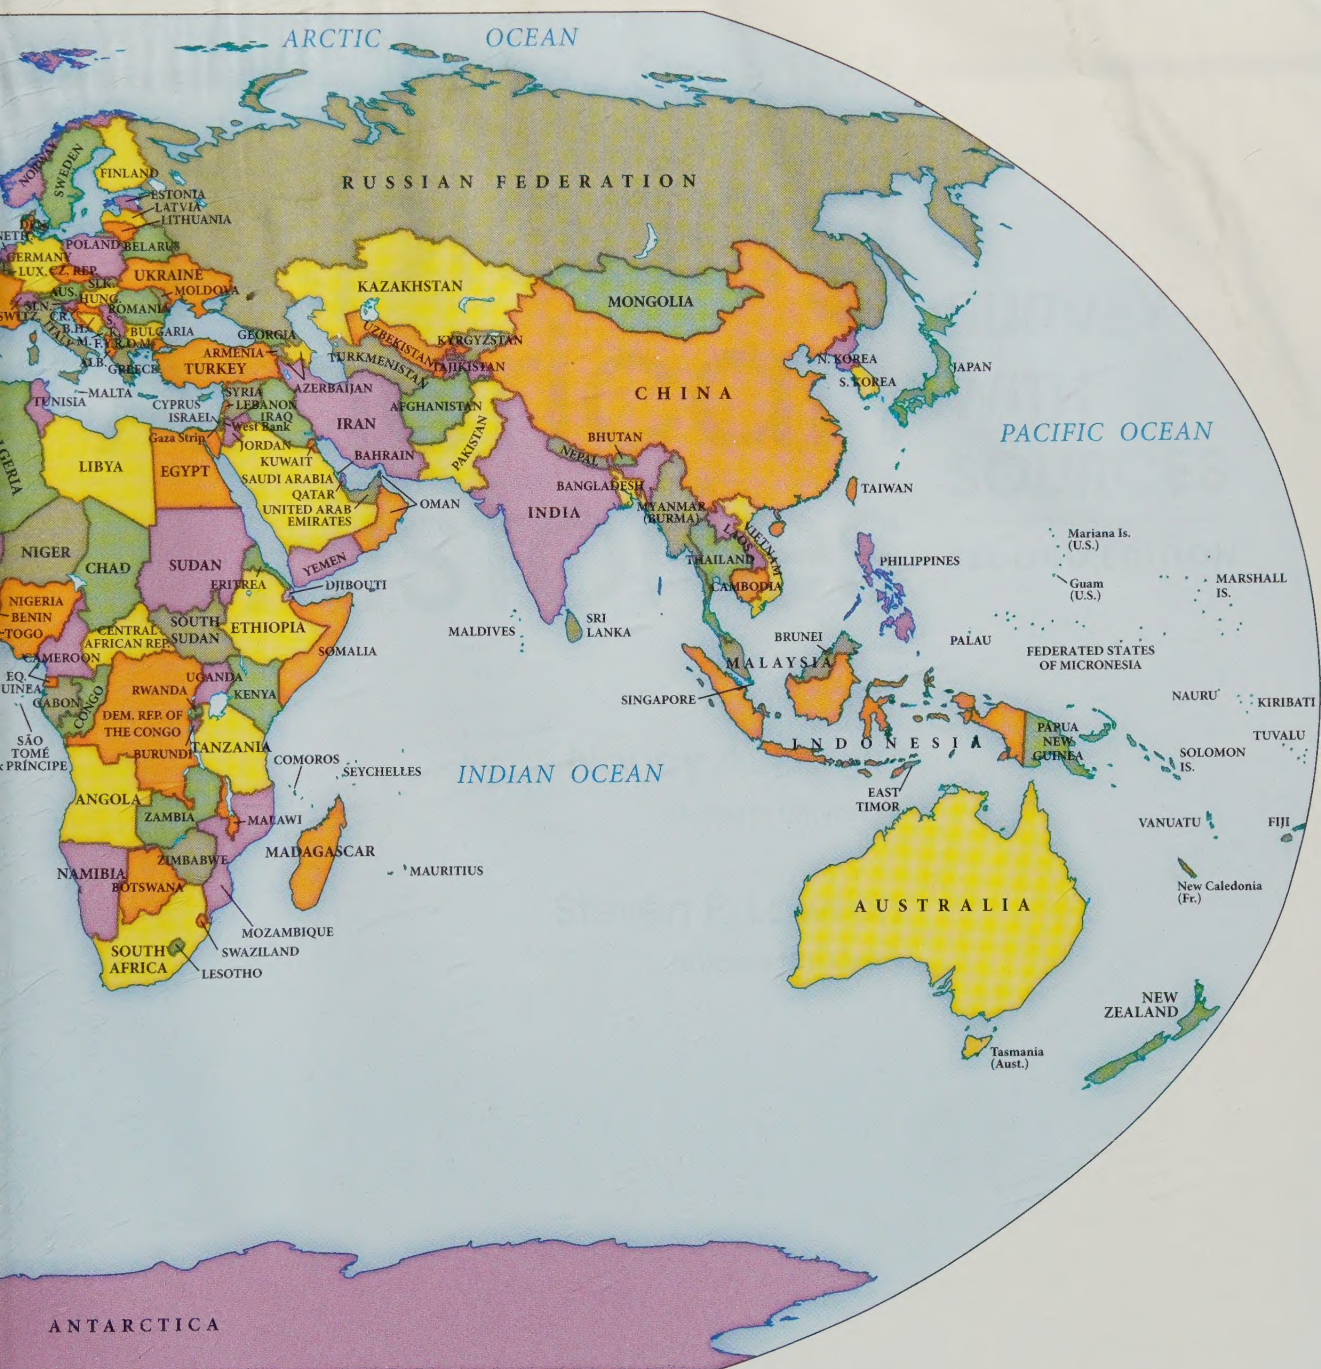 ARCTIC OCEAN
RUSSIAN FEDERATION
NORWAY
SWEDEN
FINLAND
ESTONIA
LATVIA
LITHUANIA
DEN.
NETH.
POLAND
BELARUS
GERMANY
LUX.
CZ. REP.
UKRAINE
SLK.
MOLDOVA
AUS.
HUNG.
SLN.
ROMANIA
SWITZ.
CR.
S.
B.H.
ITALY
K.
BULGARIA
M.
F.Y.R.O.M.
ALB.
GREECE
GEORGIA
ARMENIA
TURKEY
AZERBAIJAN
KAZAKHSTAN
UZBEKISTAN
TURKMENISTAN
KYRGYZSTAN
TAJIKISTAN
MONGOLIA
CHINA
N. KOREA
S. KOREA
JAPAN
PACIFIC OCEAN
TUNISIA
MALTA
CYPRUS
ISRAEL
SYRIA
LEBANON
IRAQ
West Bank
Gaza Strip
JORDAN
KUWAIT
IRAN
AFGHANISTAN
PAKISTAN
BAHRAIN
SAUDI ARABIA
QATAR
UNITED ARAB
EMIRATES
OMAN
YEMEN
LIBYA
EGYPT
NIGER
CHAD
SUDAN
ERITREA
DJIBOUTI
NEPAL
BHUTAN
BANGLADESH
INDIA
MYANMAR
(BURMA)
LAOS
VIETNAM
THAILAND
CAMBODIA
TAIWAN
PHILIPPINES
Mariana Is.
(U.S.)
Guam
(U.S.)
MARSHALL
IS.
NIGERIA
BENIN
TOGO
CENTRAL
AFRICAN REP.
SOUTH
SUDAN
ETHIOPIA
SOMALIA
CAMEROON
EQ.
GABON
CONGO
UGANDA
KENYA
RWANDA
DEM. REP. OF
THE CONGO
BURUNDI
TANZANIA
SÃO
TOMÉ
PRÍNCIPE
MALDIVES
SRI
LANKA
BRUNEI
MALAYSIA
SINGAPORE
INDONESIA
PALAU
FEDERATED STATES
OF MICRONESIA
NAURU
KIRIBATI
PAPUA
NEW
GUINEA
SOLOMON
IS.
TUVALU
COMOROS
SEYCHELLES
INDIAN OCEAN
EAST
TIMOR
ANGOLA
ZAMBIA
MALAWI
MADAGASCAR
MAURITIUS
ZIMBABWE
NAMIBIA
BOTSWANA
MOZAMBIQUE
SWAZILAND
SOUTH
AFRICA
LESOTHO
AUSTRALIA
VANUATU
FIJI
New Caledonia
(Fr.)
NEW
ZEALAND
Tasmania
(Aust.)
ANTARCTICA